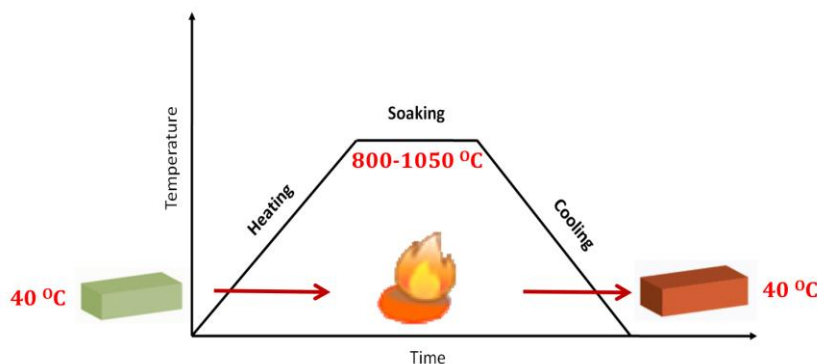 Soaking
800-1050 ⁰C
Temperature
Heating
Cooling
40 ⁰C
40 ⁰C
Time